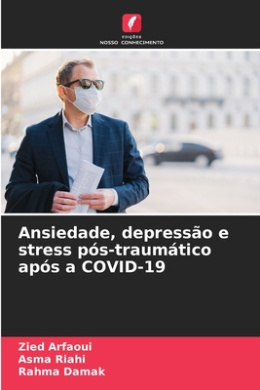 edições
NOSSO CONHECIMENTO
Ansiedade, depressão e
stress pós-traumático
após a COVID-19
Zied Arfaoui
Asma Riahi
Rahma Damak